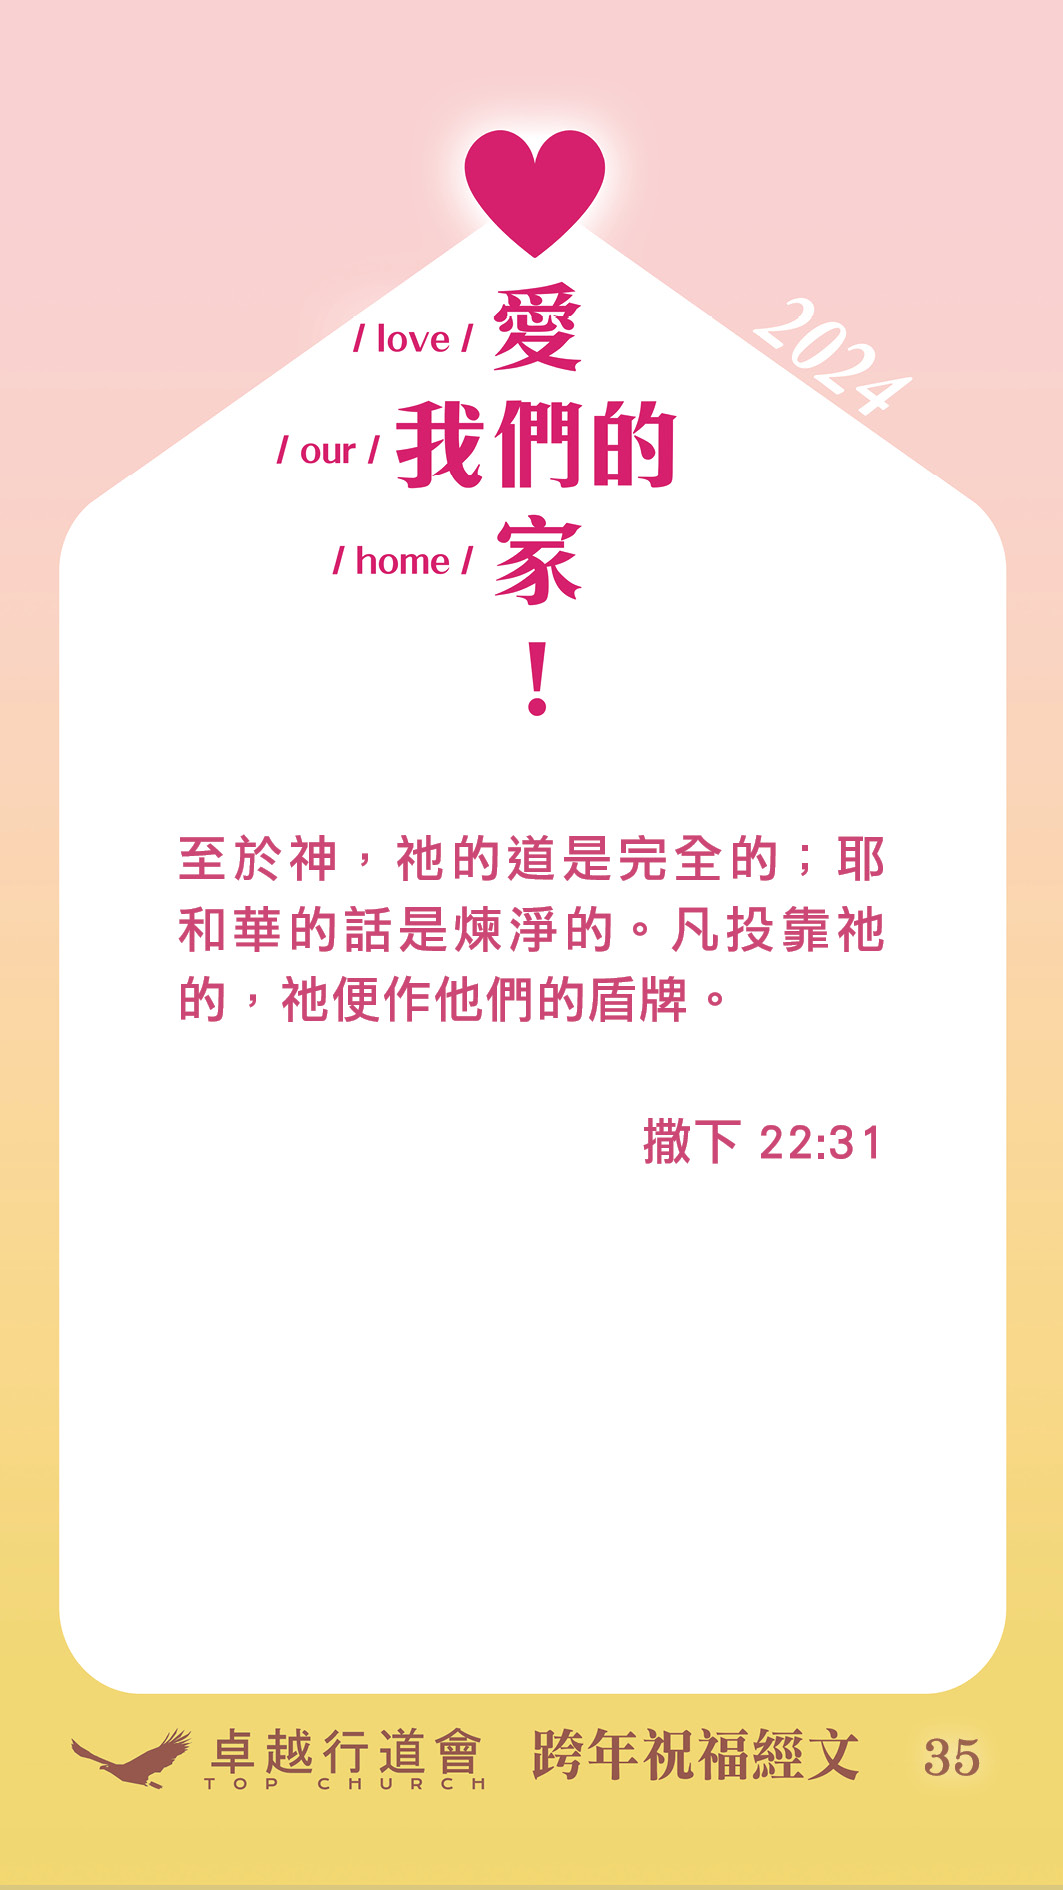 / love / 愛
2024
/ our / 我們的
/ home / 家
!
至於神，祂的道是完全的；耶
和華的話是煉淨的。凡投靠祂
的，祂便作他們的盾牌。
撒下 22:31
卓越行道會 跨年祝福經文 35
TOP CHURCH